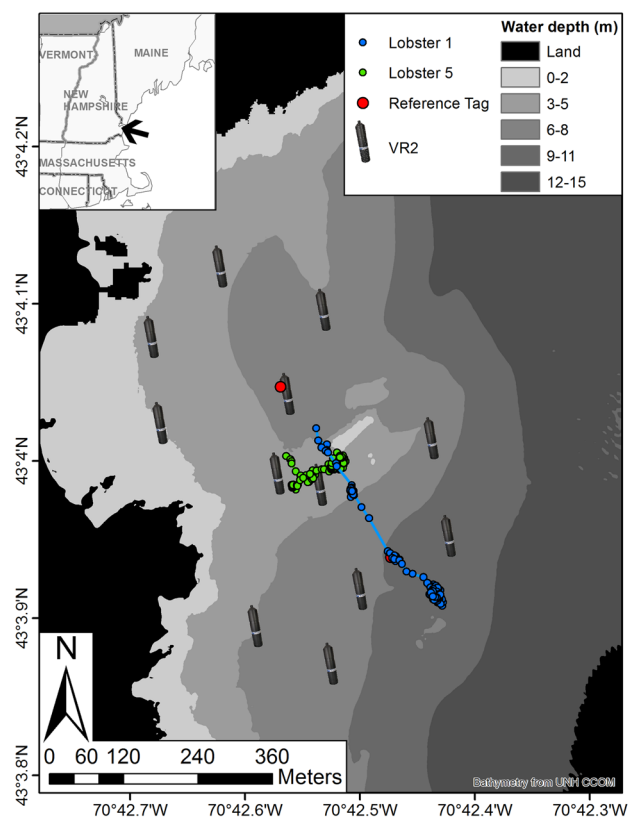 VERMONT
MAINE
NEW
HAMPSHIRE
MASSACHUSETTS
CONNECTICUT
Lobster 1
Lobster 5
Reference Tag
VR2
Water depth (m)
Land
0-2
3-5
6-8
9-11
12-15
43°4.2'N
43°4.1'N
43°4'N
43°3.9'N
43°3.8'N
N
0 60 120 240 360
Meters
Bathymetry from UNH CCOM
70°42.7'W 70°42.6'W 70°42.5'W 70°42.4'W 70°42.3'W